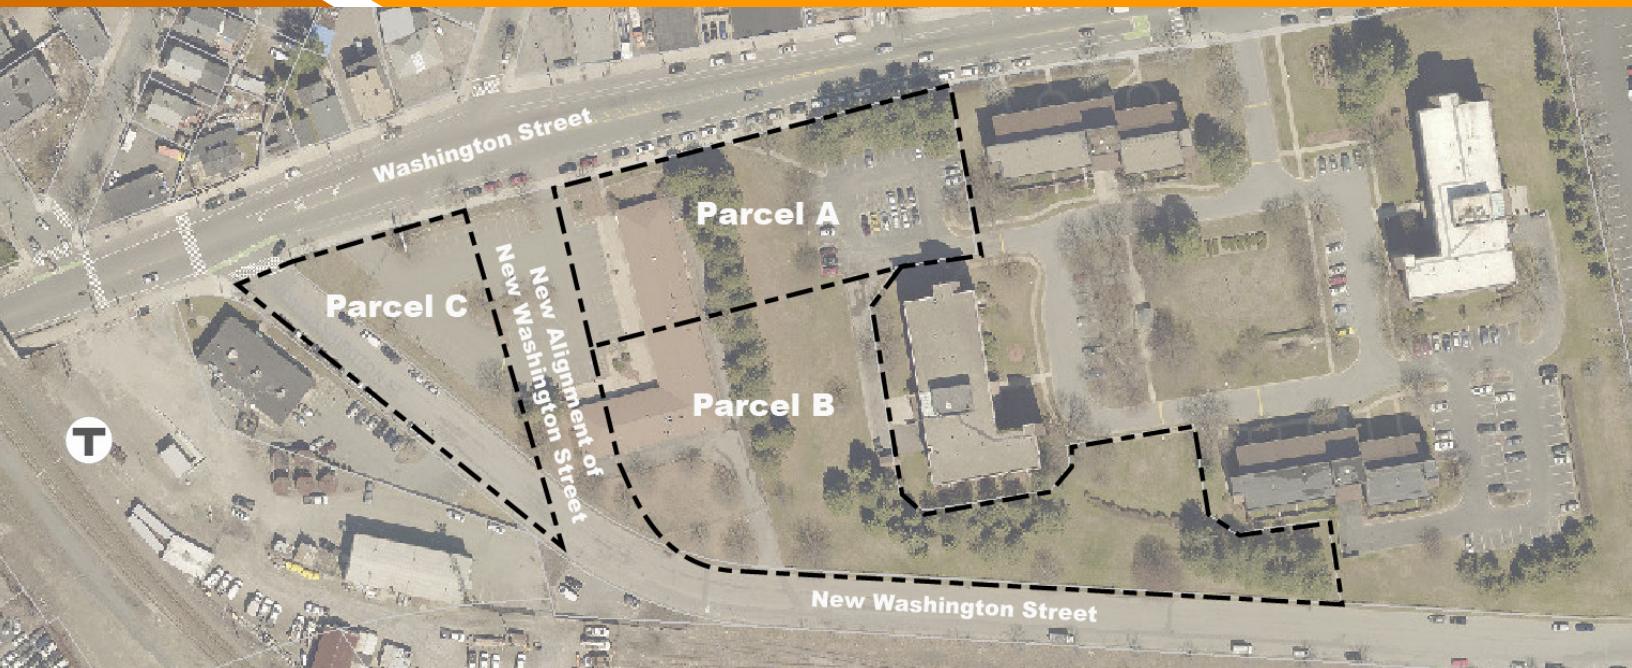 Washington Street
Parcel A
Parcel C
New Alignment of
New Washington Street
Parcel B
T
New Washington Street